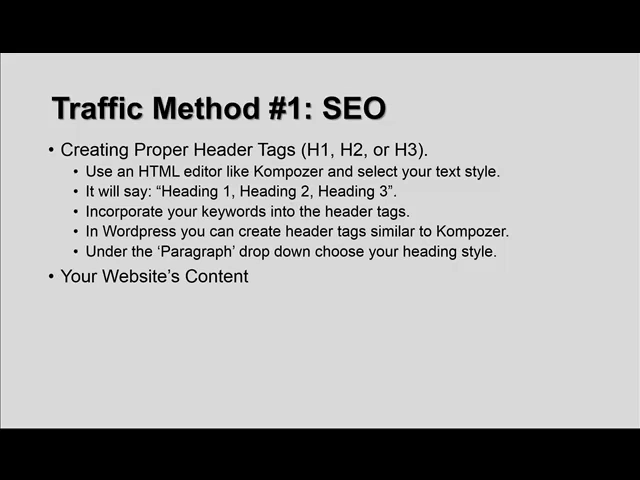 Traffic Method #1: SEO
• Creating Proper Header Tags (H1, H2, or H3).
• Use an HTML editor like Kompozer and select your text style.
• It will say: “Heading 1, Heading 2, Heading 3”.
• Incorporate your keywords into the header tags.
• In Wordpress you can create header tags similar to Kompozer.
• Under the ‘Paragraph’ drop down choose your heading style.
• Your Website’s Content